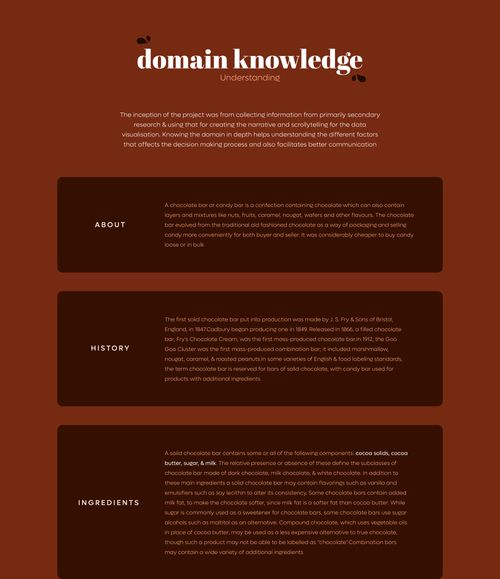 domain knowledge
Understanding
The inception of the project was from collecting information from primarily secondary
research & using that for creating the narrative and scrollytelling for the data
visualisation. Knowing the domain in depth helps understanding the different factors
that affects the decision making process and also facilitates better communication
ABOUT
A chocolate bar or candy bar is a confection containing chocolate which can also contain
layers and mixtures like nuts, fruits, caramel, nougat, wafers and other flavours. The chocolate
bar evolved from the traditional old fashioned chocolate as a way of packaging and selling
candy more conveniently for both buyer and seller. It was considerably cheaper to buy candy
loose or in bulk.
HISTORY
The first solid chocolate bar put into production was made by J. S. Fry & Sons of Bristol,
England, in 1847.Cadbury began producing one in 1849. Released in 1866, a filled chocolate
bar, Fry's Chocolate Cream, was the first mass-produced chocolate bar.In 1912, the Goo
Goo Cluster was the first mass-produced combination bar; it included marshmallow,
nougat, caramel, & roasted peanuts.In some varieties of English & food labeling standards,
the term chocolate bar is reserved for bars of solid chocolate, with candy bar used for
products with additional ingredients
INGREDIENTS
A solid chocolate bar contains some or all of the following components: cocoa solids, cocoa
butter, sugar, & milk. The relative presence or absence of these define the subclasses of
chocolate bar made of dark chocolate, milk chocolate, & white chocolate. In addition to
these main ingredients a solid chocolate bar may contain flavorings such as vanilla and
emulsifiers such as soy lecithin to alter its consistency. Some chocolate bars contain added
milk fat, to make the chocolate softer, since milk fat is a softer fat than cocoa butter. While
sugar is commonly used as a sweetener for chocolate bars, some chocolate bars use sugar
alcohols such as maltitol as an alternative. Compound chocolate, which uses vegetable oils
in place of cocoa butter, may be used as a less expensive alternative to true chocolate,
though such a product may not be able to be labelled as "chocolate".Combination bars
may contain a wide variety of additional ingredients